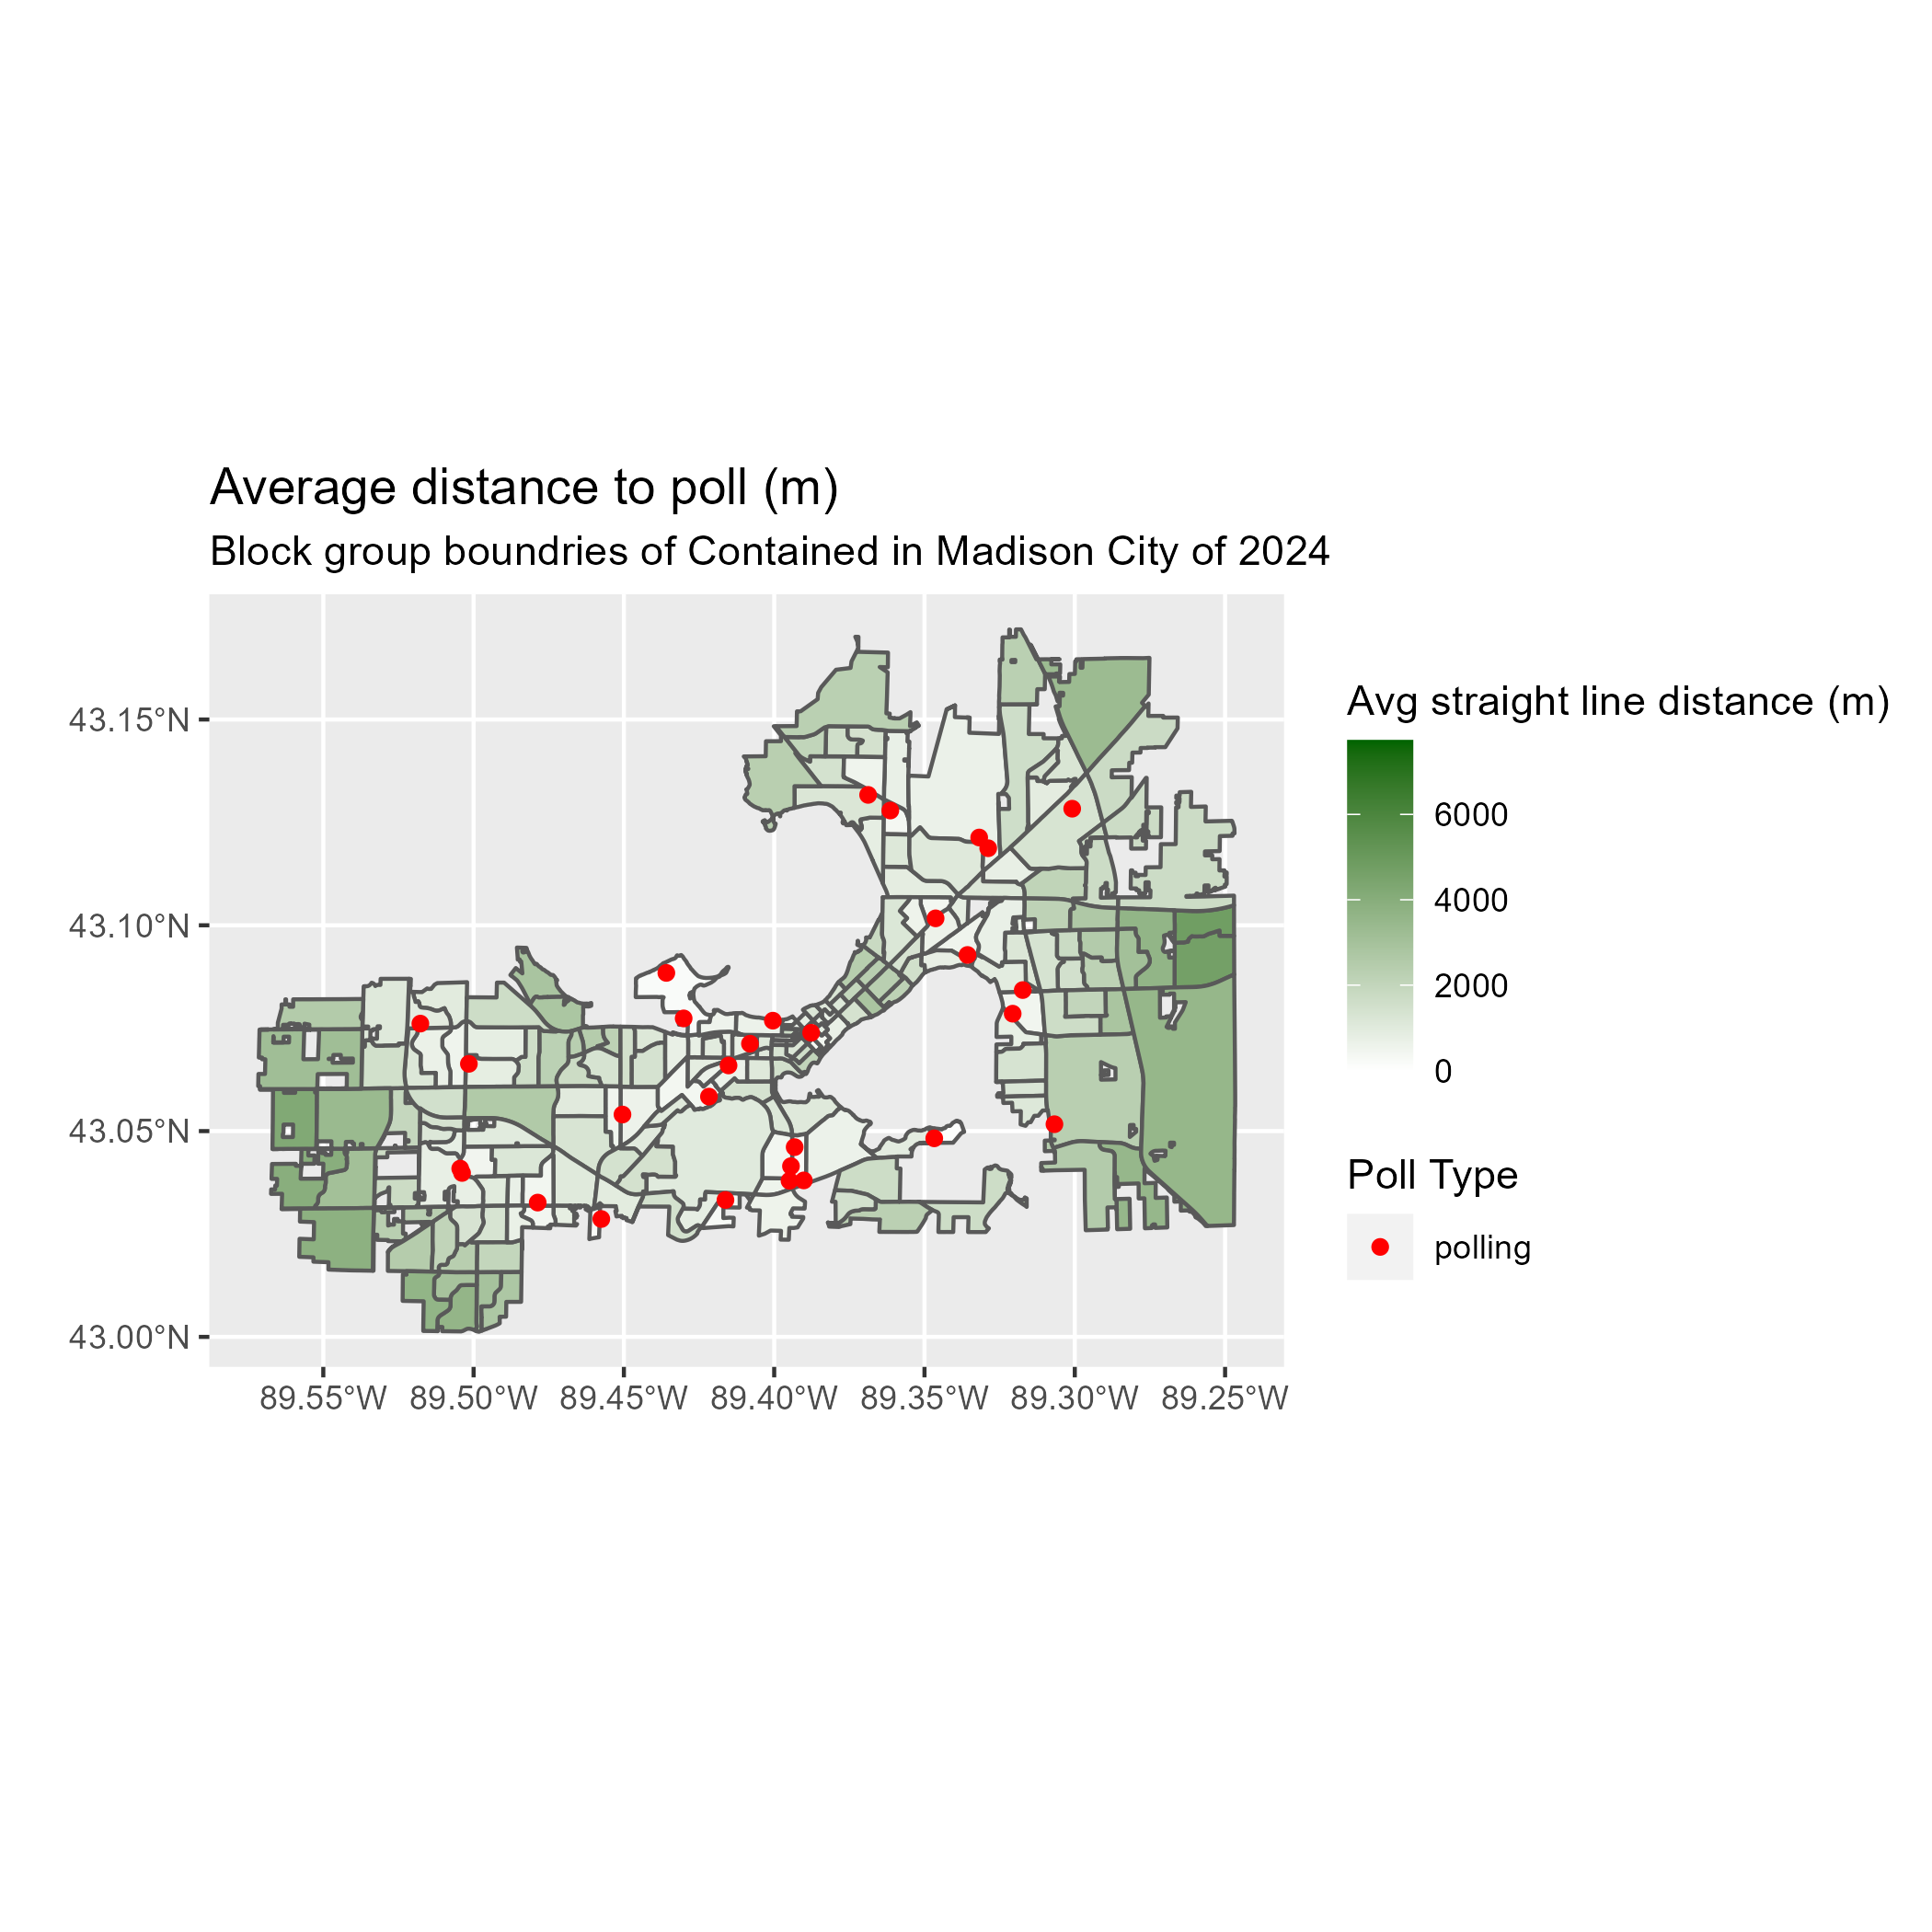 Average distance to poll (m)
Block group boundries of Contained in Madison City of 2024
43.15°N
43.10°N
43.05°N
43.00°N
89.55°W
89.50°W
89.45°W
89.40°W
89.35°W
89.30°W
89.25°W
Avg straight line distance (m)
6000
4000
2000
0
Poll Type
polling